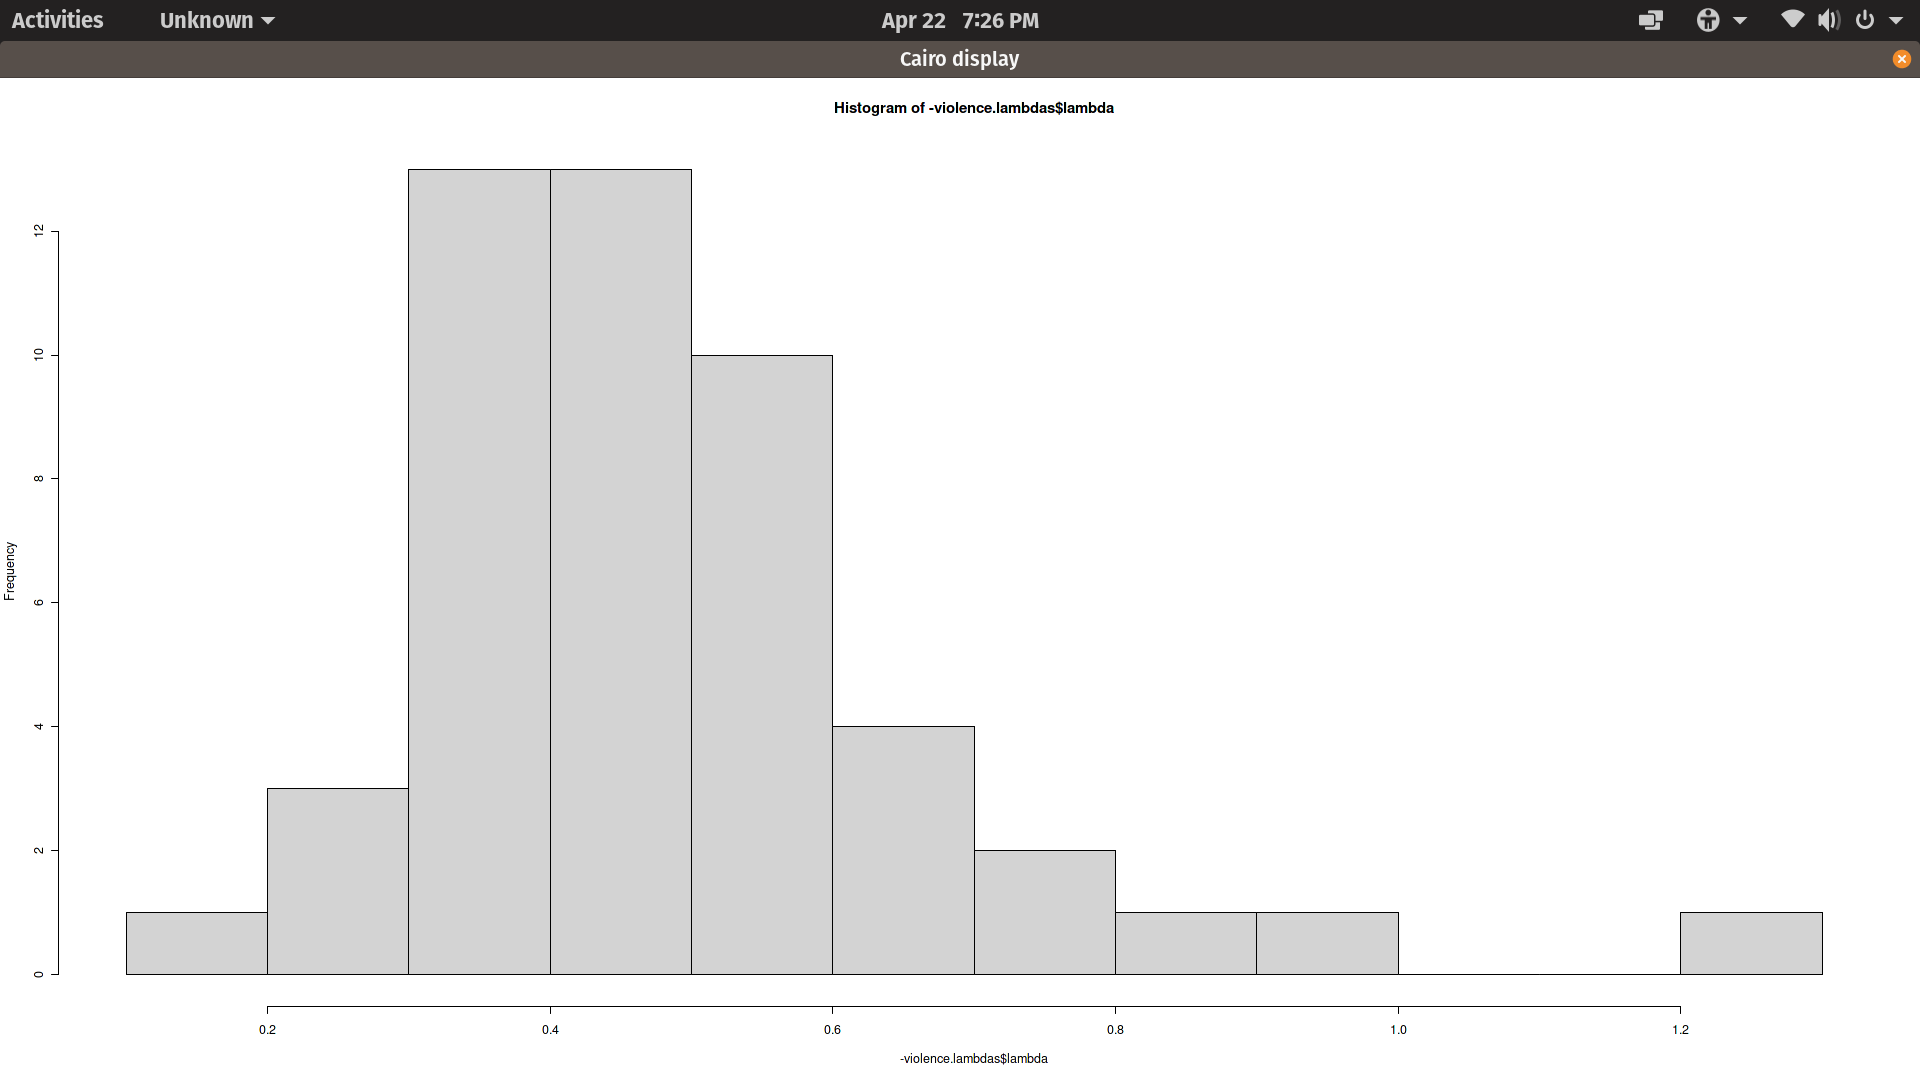 Activities Unknown Apr 22 7:26 PM
Cairo display
Histogram of -violence.lambdas$lambda
12
10
8
6
4
2
0
Frequency
0.2 0.4 0.6 0.8 1.0 1.2
-violence.lambdas$lambda